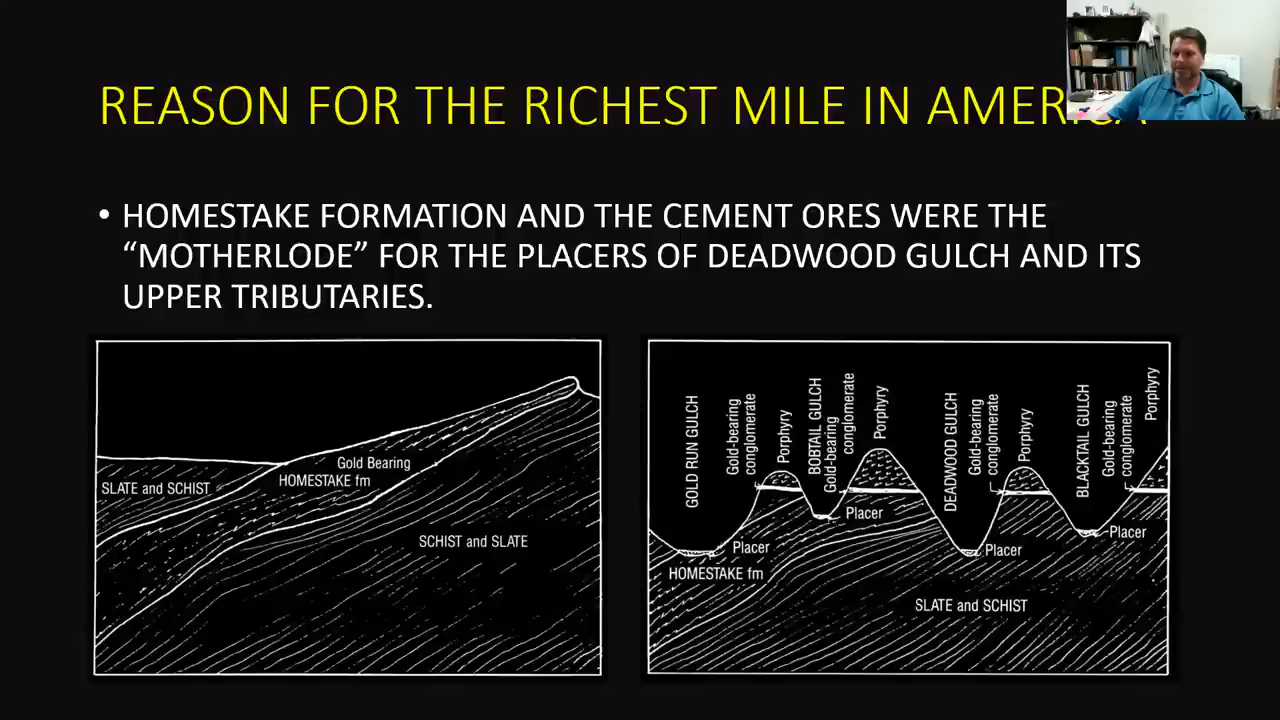 REASON FOR THE RICHEST MILE IN AMERICA
• HOMESTAKE FORMATION AND THE CEMENT ORES WERE THE
“MOTHERLODE” FOR THE PLACERS OF DEADWOOD GULCH AND ITS
UPPER TRIBUTARIES.
Gold Bearing
HOMESTAKE fm
SLATE and SCHIST
SCHIST and SLATE
GOLD RUN GULCH
Gold-bearing
conglomerate
Porphyry
BOBTAIL GULCH
Gold-bearing
conglomerate
Porphyry
DEADWOOD GULCH
Gold-bearing
conglomerate
Porphyry
BLACKTAIL GULCH
Gold-bearing
conglomerate
Porphyry
Placer
Placer
Placer
Placer
HOMESTAKE fm
SLATE and SCHIST